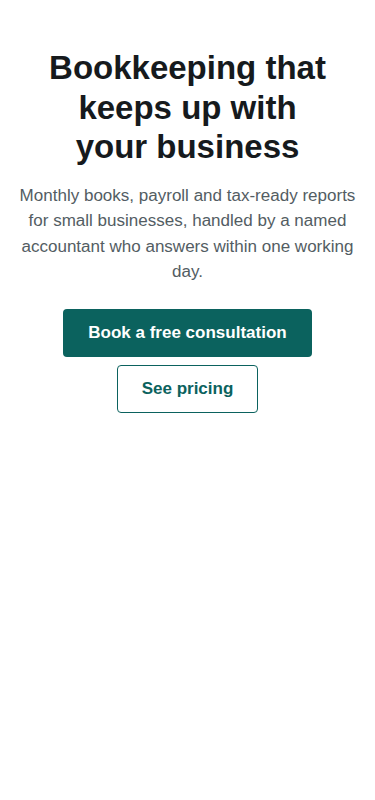 Bookkeeping that
keeps up with
your business
Monthly books, payroll and tax-ready reports
for small businesses, handled by a named
accountant who answers within one working
day.
Book a free consultation
See pricing